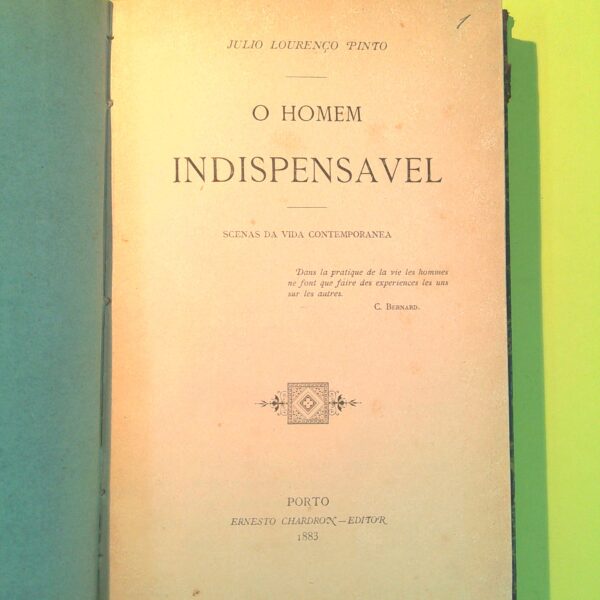 1
JULIO LOURENÇO PINTO
O HOMEM
INDISPENSAVEL
SCENAS DA VIDA CONTEMPORANEA
Dans la pratique de la vie les hommes
ne font que faire des experiences les uns
sur les autres.
C. BERNARD.
PORTO
ERNESTO CHARDRON—EDITOR
1883